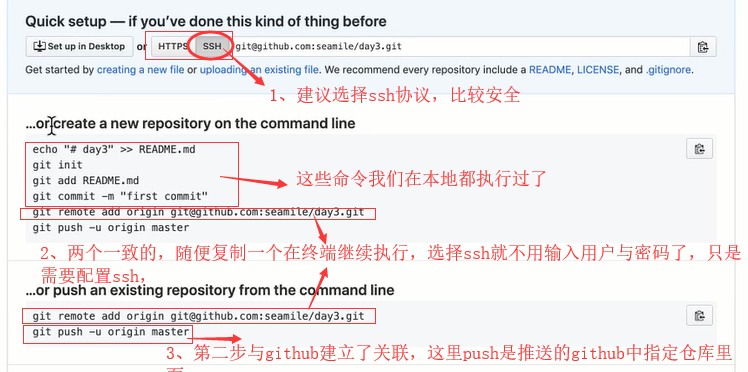 Quick setup — if you've done this kind of thing before
Set up in Desktop or HTTPS SSH git@github.com:seamile/day3.git
Get started by creating a new file or uploading an existing file. We recommend every repository include a README, LICENSE, and .gitignore.
1、建议选择ssh协议，比较安全
...or create a new repository on the command line
echo "# day3" >> README.md
git init
git add README.md
这些命令我们在本地都执行过了
git commit -m "first commit"
git remote add origin git@github.com:seamile/day3.git
git push -u origin master
2、两个一致的，随便复制一个在终端继续执行，选择ssh就不用输入用户与密码了，只是
需要配置ssh，
...or push an existing repository from the command line
git remote add origin git@github.com:seamile/day3.git
git push -u origin master
3、第二步与github建立了关联，这里push是推送的github中指定仓库里